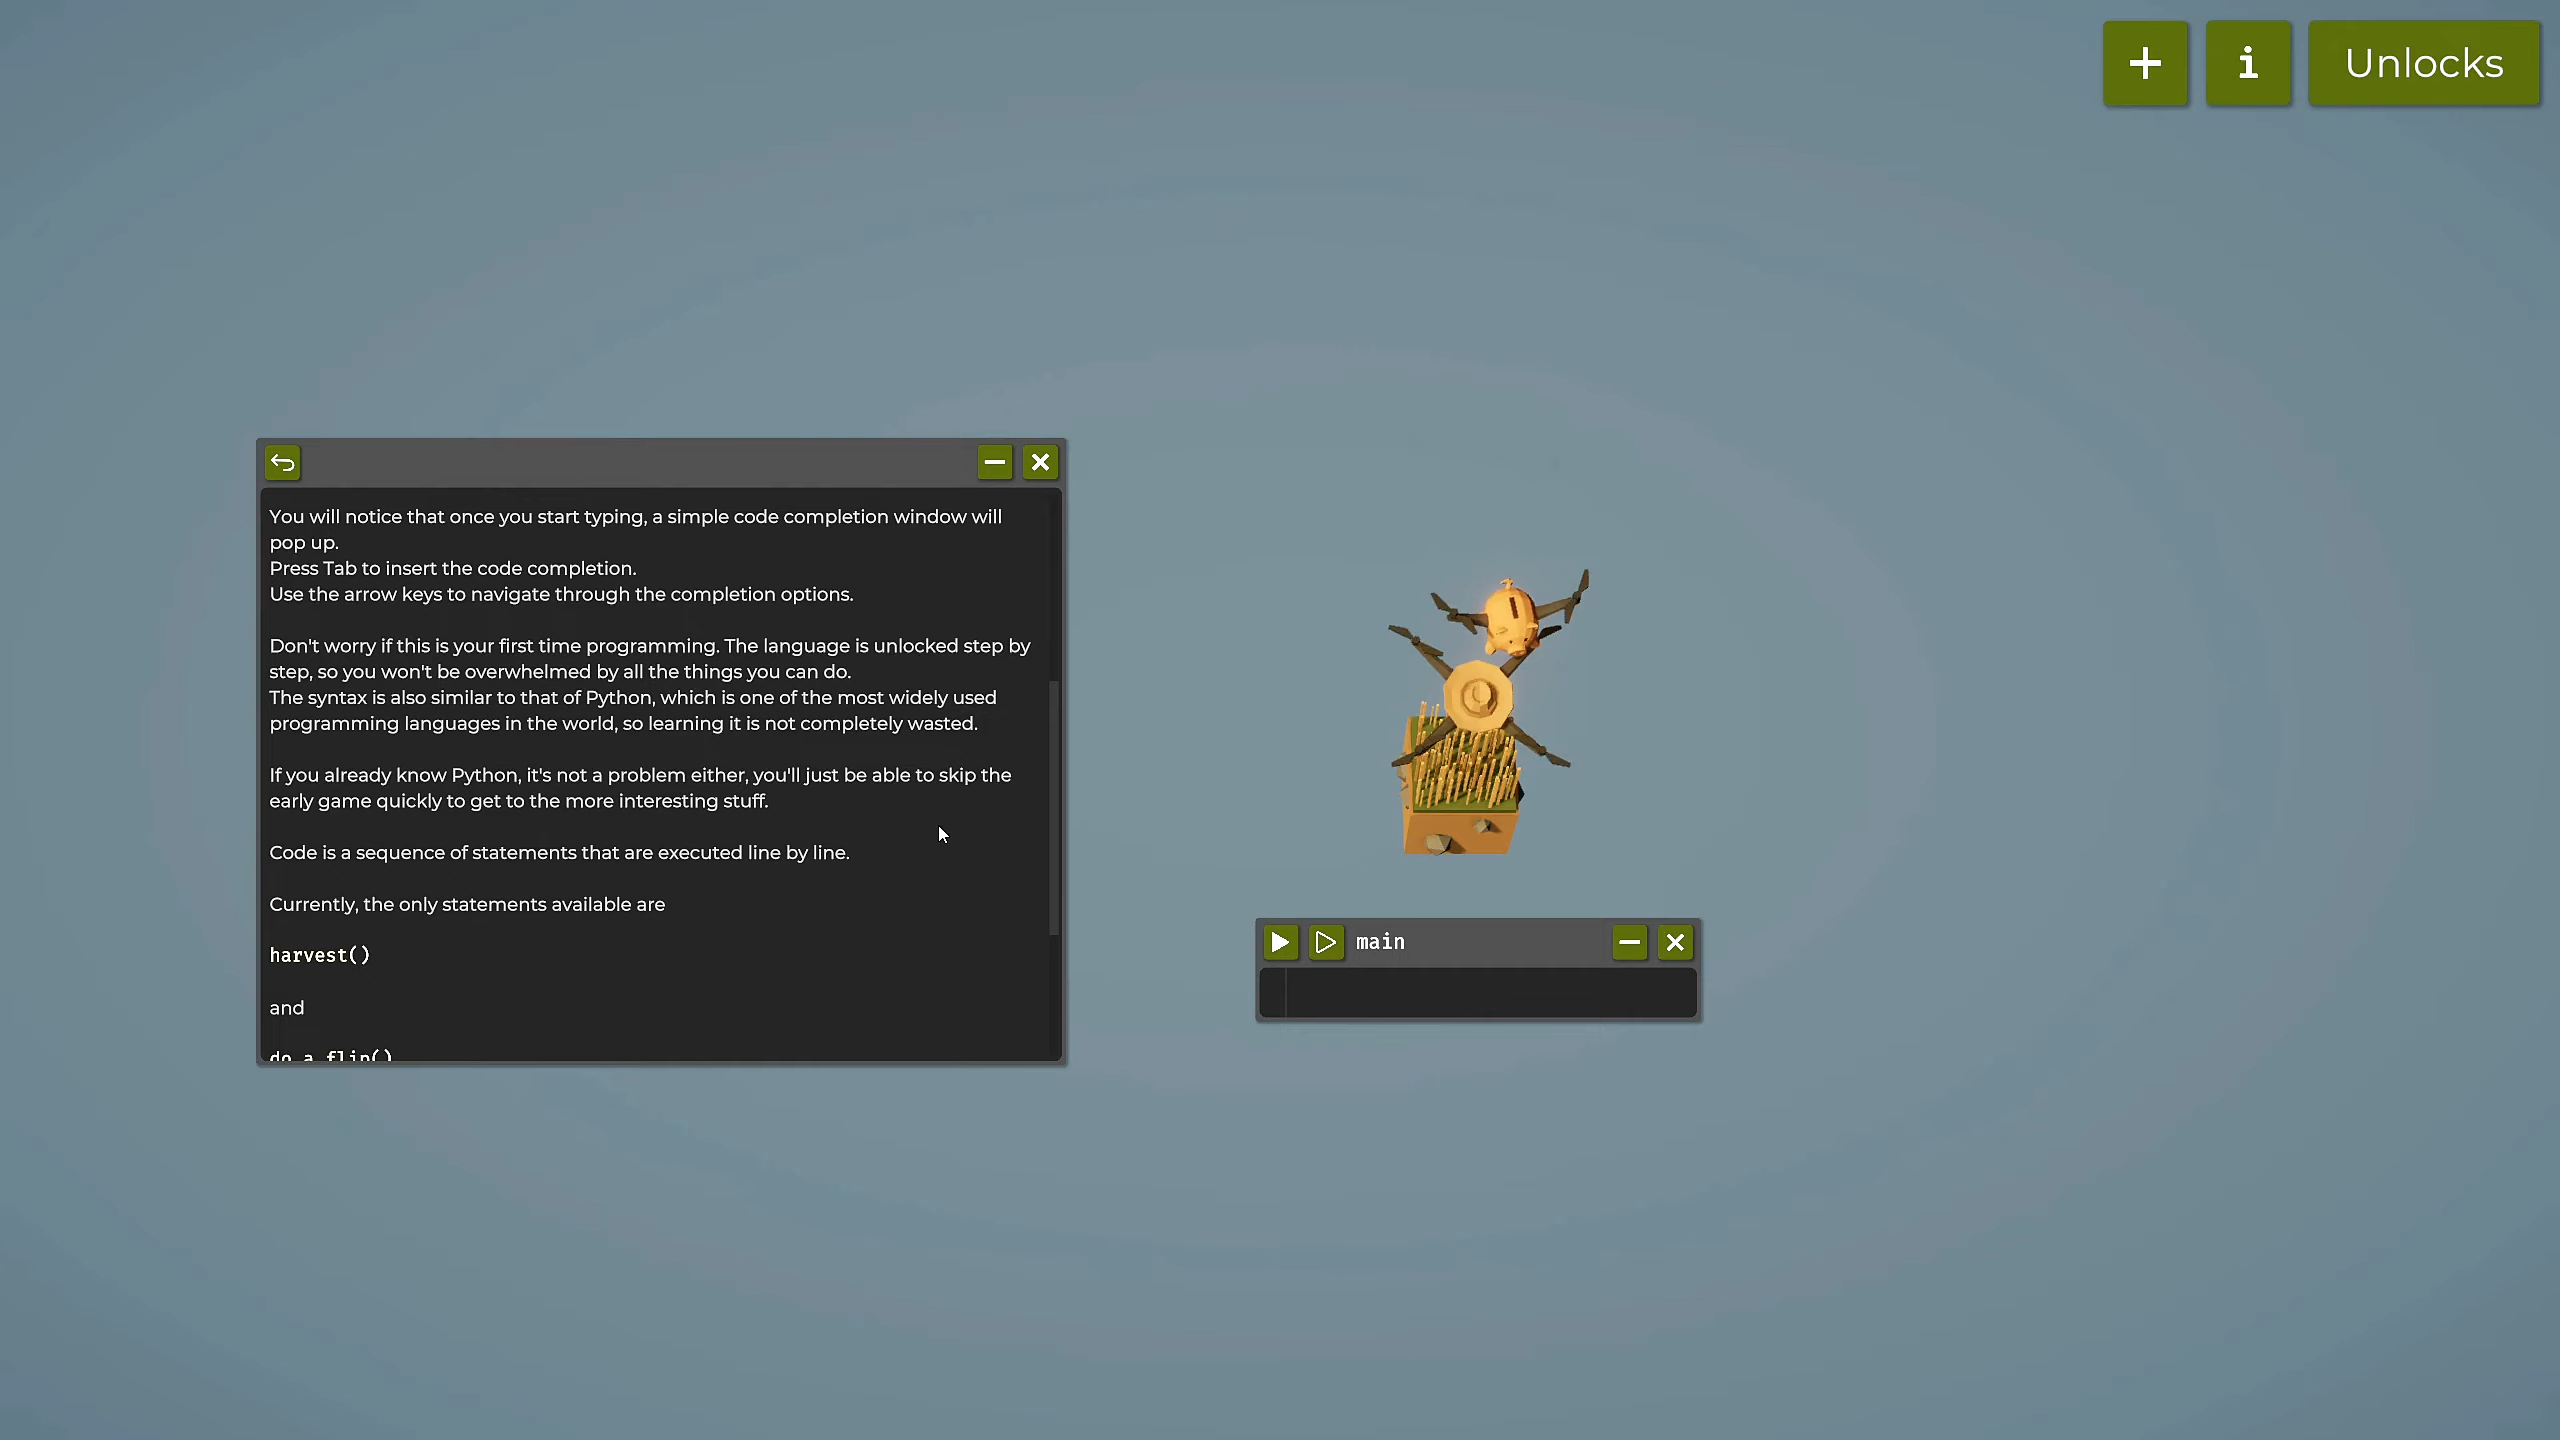 Unlocks
You will notice that once you start typing, a simple code completion window will
pop up.
Press Tab to insert the code completion.
Use the arrow keys to navigate through the completion options.
Don't worry if this is your first time programming. The language is unlocked step by
step, so you won't be overwhelmed by all the things you can do.
The syntax is also similar to that of Python, which is one of the most widely used
programming languages in the world, so learning it is not completely wasted.
If you already know Python, it's not a problem either, you'll just be able to skip the
early game quickly to get to the more interesting stuff.
Code is a sequence of statements that are executed line by line.
Currently, the only statements available are
harvest()
and
do_a_flip()
main